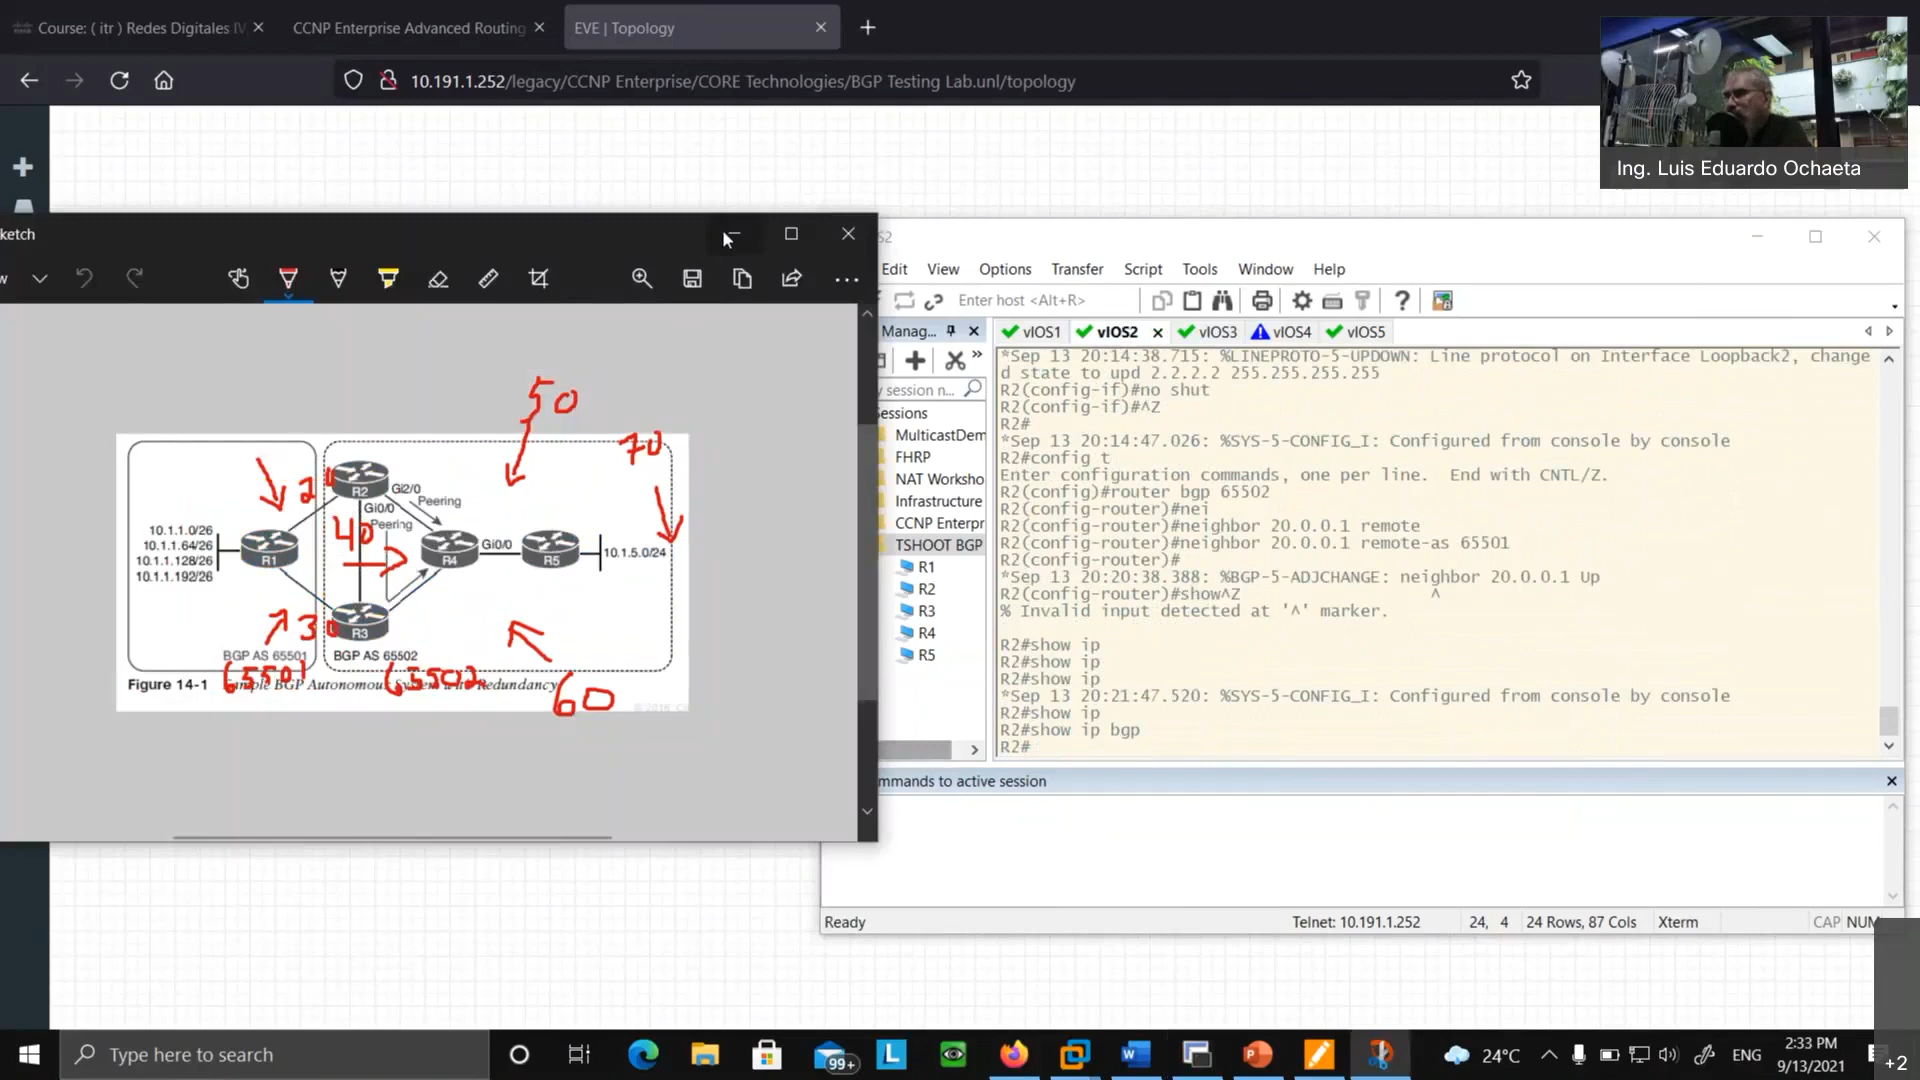 Course: ( itr ) Redes Digitales IV
CCNP Enterprise Advanced Routing
EVE | Topology
10.191.1.252/legacy/CCNP Enterprise/CORE Technologies/BGP Testing Lab.unl/topology
Ing. Luis Eduardo Ochaeta
ketch
w
50
70
20
R2
Gi2/0
Peering
Gi0/0
Peering
40
10.1.1.0/26
10.1.1.64/26
10.1.1.128/26
10.1.1.192/26
R1
R4
Gi0/0
R5
10.1.5.0/24
30
R3
BGP AS 65501
BGP AS 65502
65501
65502
Figure 14-1
60
S2
Edit View Options Transfer Script Tools Window Help
Enter host <Alt+R>
Manag...
vIOS1
vIOS2
vIOS3
vIOS4
vIOS5
y session n...
Sessions
MulticastDem
FHRP
NAT Worksho
Infrastructure
CCNP Enterpr
TSHOOT BGP
R1
R2
R3
R4
R5
*Sep 13 20:14:38.715: %LINEPROTO-5-UPDOWN: Line protocol on Interface Loopback2, change
d state to upd 2.2.2.2 255.255.255.255
R2(config-if)#no shut
R2(config-if)#^Z
R2#
*Sep 13 20:14:47.026: %SYS-5-CONFIG_I: Configured from console by console
R2#config t
Enter configuration commands, one per line. End with CNTL/Z.
R2(config)#router bgp 65502
R2(config-router)#nei
R2(config-router)#neighbor 20.0.0.1 remote
R2(config-router)#neighbor 20.0.0.1 remote-as 65501
R2(config-router)#
*Sep 13 20:20:38.388: %BGP-5-ADJCHANGE: neighbor 20.0.0.1 Up
R2(config-router)#show^Z
^
% Invalid input detected at '^' marker.
R2#show ip
R2#show ip
R2#show ip
*Sep 13 20:21:47.520: %SYS-5-CONFIG_I: Configured from console by console
R2#show ip
R2#show ip bgp
R2#
mmands to active session
Ready
Telnet: 10.191.1.252
24, 4
24 Rows, 87 Cols
Xterm
CAP NUM
Type here to search
99+
24°C
ENG
2:33 PM
9/13/2021
+2